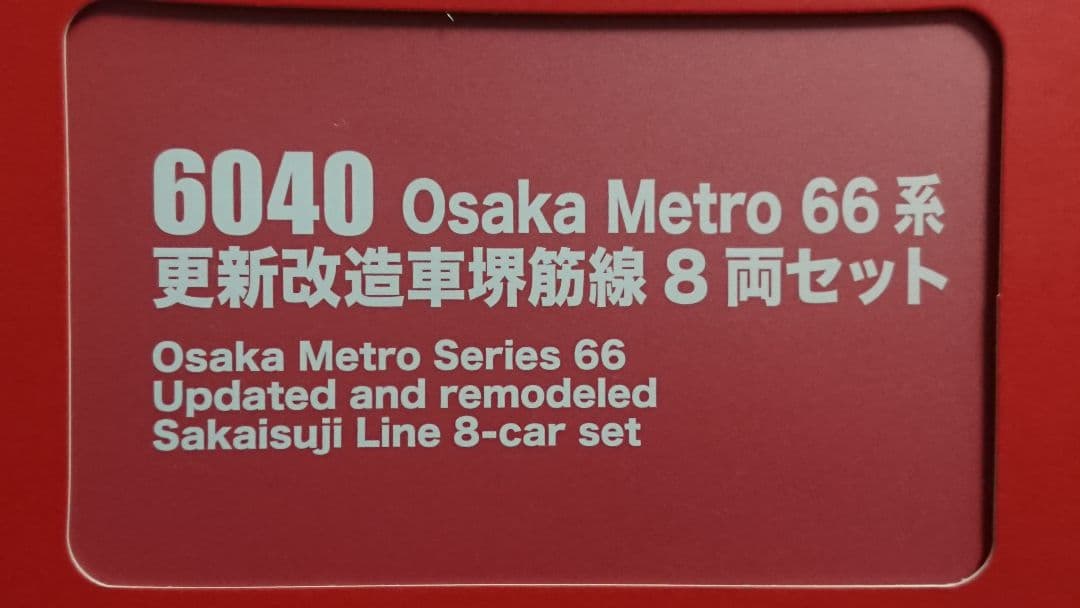 6040 Osaka Metro 66系
更新改造車堺筋線8両セット
Osaka Metro Series 66
Updated and remodeled
Sakaisuji Line 8-car set